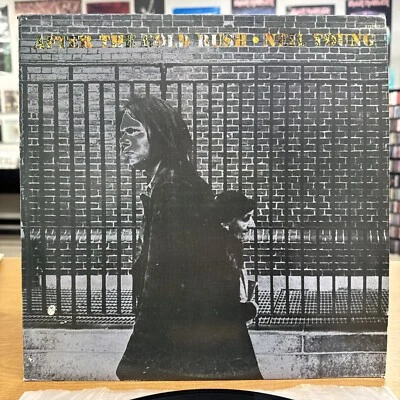 AFTER THE GOLD RUSH • NEIL YOUNG